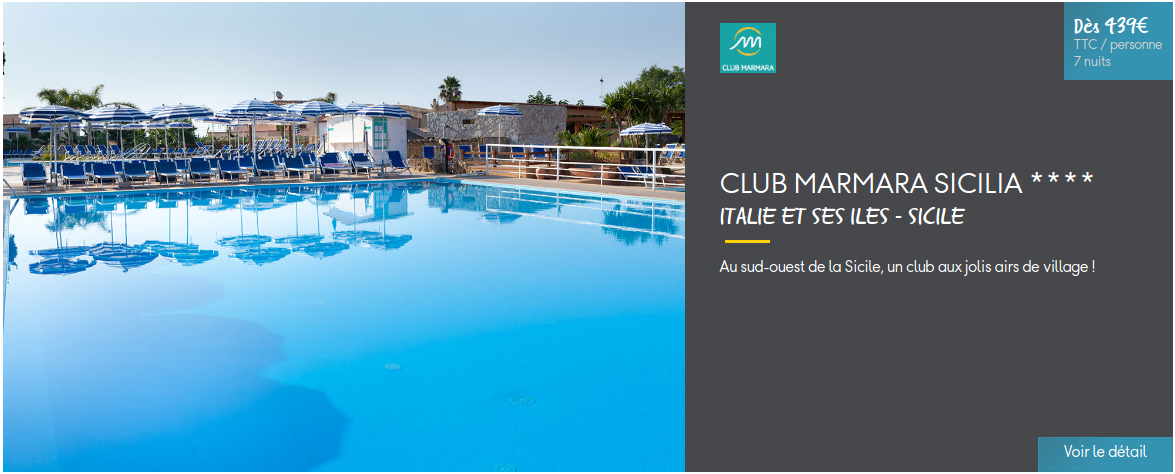 CLUB MARMARA
Dès 439€
TTC / personne
7 nuits
CLUB MARMARA SICILIA ****
ITALIE ET SES ILES - SICILE
Au sud-ouest de la Sicile, un club aux jolis airs de village !
Voir le détail